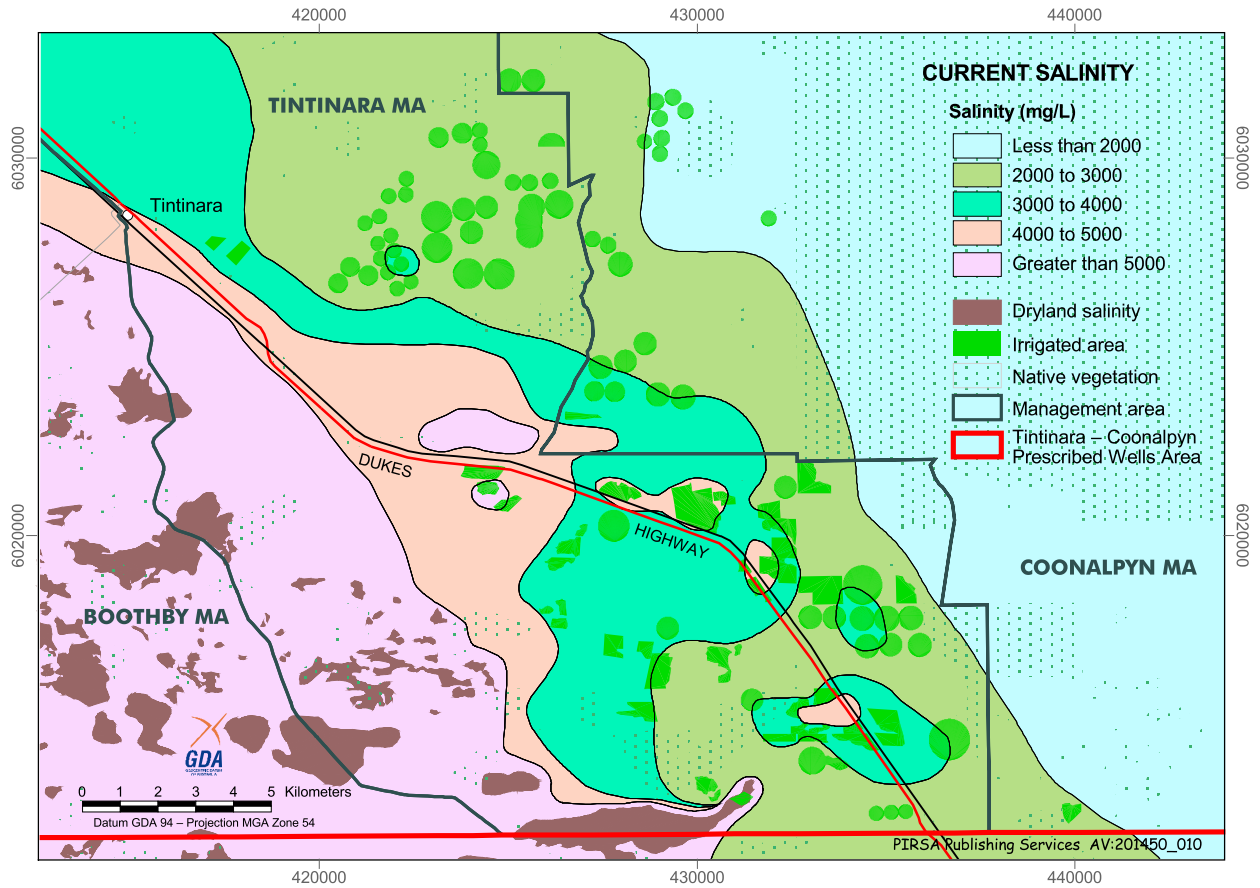 420000
430000
440000
CURRENT SALINITY
Salinity (mg/L)
Less than 2000
2000 to 3000
3000 to 4000
4000 to 5000
Greater than 5000
Dryland salinity
Irrigated area
Native vegetation
Management area
Tintinara – Coonalpyn
Prescribed Wells Area
TINTINARA MA
6030000
6030000
Tintinara
DUKES
HIGHWAY
6020000
6020000
COONALPYN MA
BOOTHBY MA
GDA
0 1 2 3 4 5 Kilometers
Datum GDA 94 – Projection MGA Zone 54
PIRSA Publishing Services AV:201450_010
420000
430000
440000